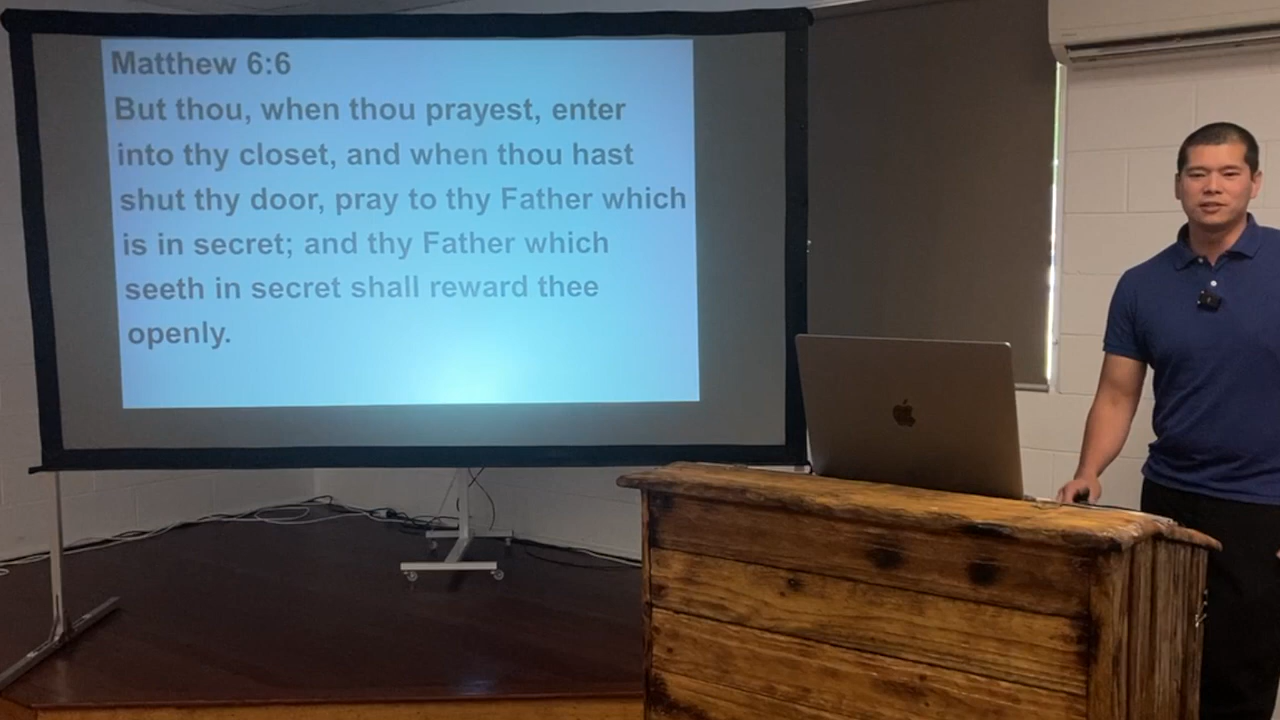 Matthew 6:6
But thou, when thou prayest, enter
into thy closet, and when thou hast
shut thy door, pray to thy Father which
is in secret; and thy Father which
seeth in secret shall reward thee
openly.